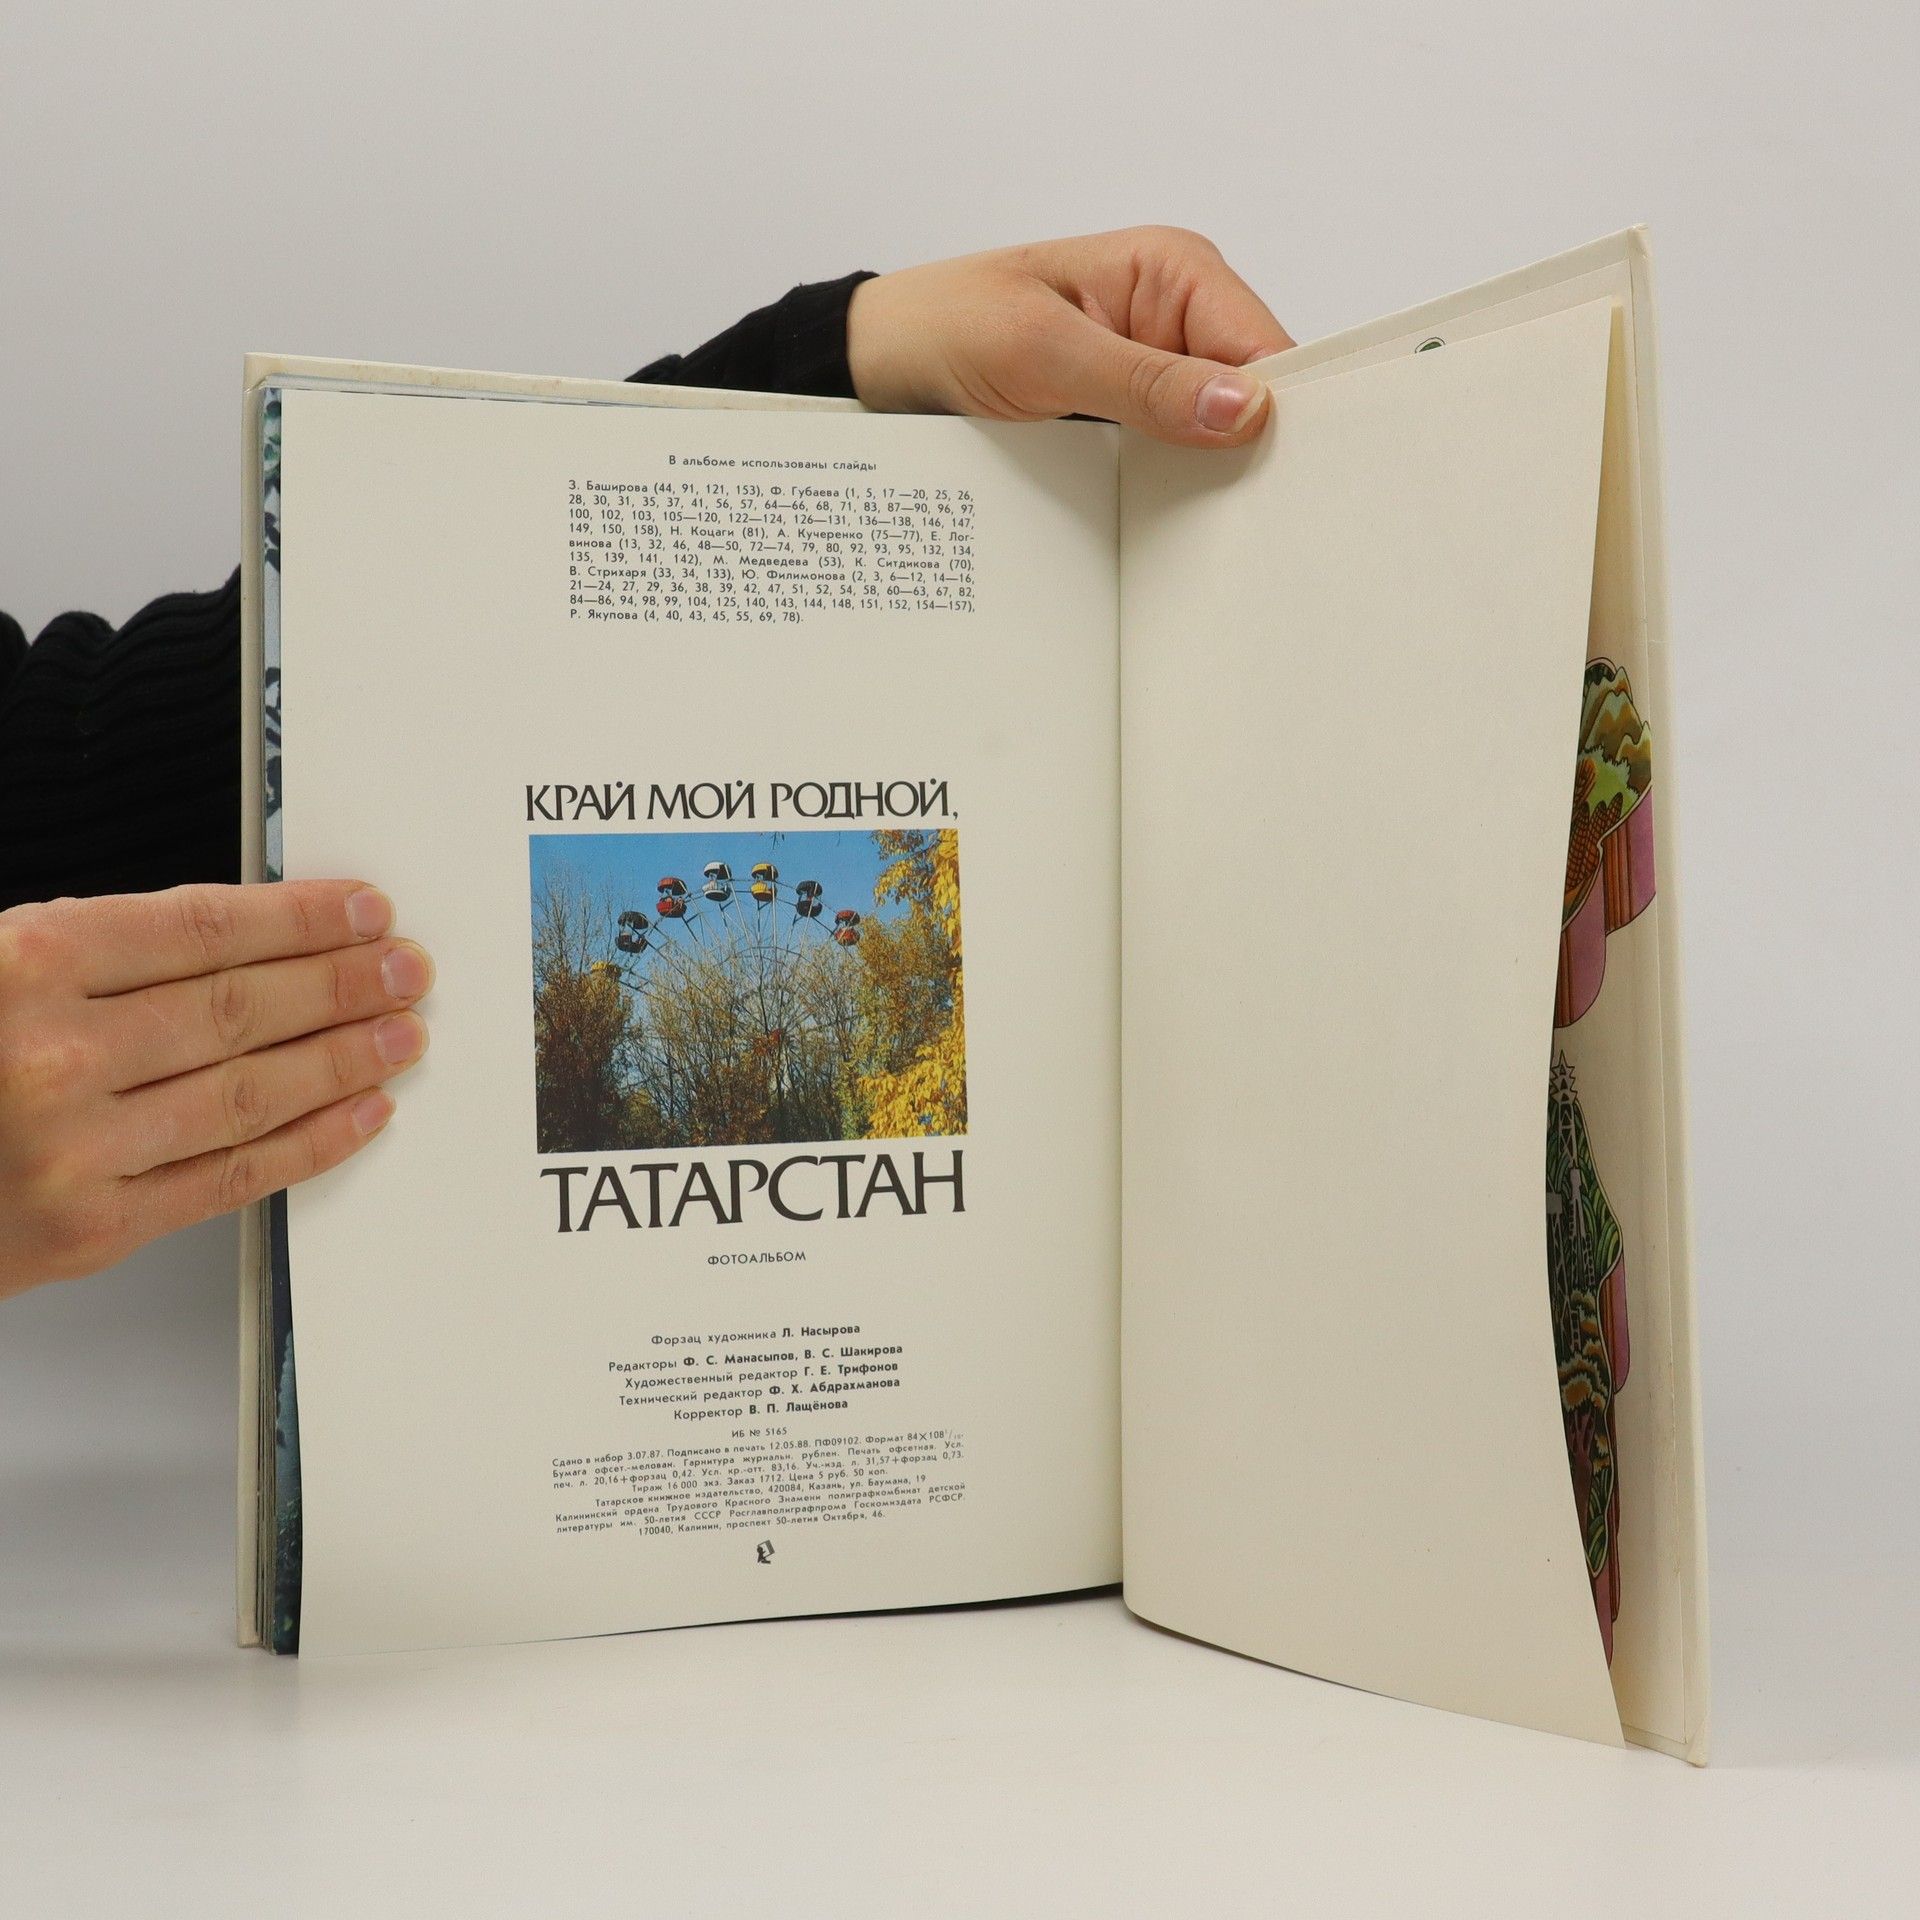 В альбоме использованы слайды
З. Баширова (44, 91, 121, 153), Ф. Губаева (1, 5, 17—20, 25, 26,
28, 30, 31, 35, 37, 41, 56, 57, 64—66, 68, 71, 83, 87—90, 96, 97,
100, 102, 103, 105—120, 122—124, 126—131, 136—138, 146, 147,
149, 150, 158), Н. Коцаги (81), А. Кучеренко (75—77), Е. Лог-
винова (13, 32, 46, 48—50, 72—74, 79, 80, 92, 93, 95, 132, 134,
135, 139, 141, 142), М. Медведева (53), К. Ситдикова (70),
В. Стрихаря (33, 34, 133), Ю. Филимонова (2, 3, 6—12, 14—16,
21—24, 27, 29, 36, 38, 39, 42, 47, 51, 52, 54, 58, 60—63, 67, 82,
84—86, 94, 98, 99, 104, 125, 140, 143, 144, 148, 151, 152, 154—157),
Р. Якупова (4, 40, 43, 45, 55, 69, 78).
КРАЙ МОЙ РОДНОЙ,
ТАТАРСТАН
ФОТОАЛЬБОМ
Форзац художника Л. Насырова
Редакторы Ф. С. Манасыпов, В. С. Шакирова
Художественный редактор Г. Е. Трифонов
Технический редактор Ф. Х. Абдрахманова
Корректор В. П. Лащёнова
ИБ № 5165
Сдано в набор 3.07.87. Подписано в печать 12.05.88. ПФ09102. Формат 84×108¹/₁₆.
Бумага офсет.-мелован. Гарнитура журнальн. рублен. Печать офсетная. Усл.
печ. л. 20,16+форзац 0,42. Усл. кр.-отт. 83,16. Уч.-изд. л. 31,57+форзац 0,73.
Тираж 16 000 экз. Заказ 1712. Цена 5 руб. 50 коп.
Татарское книжное издательство, 420084, Казань, ул. Баумана, 19
Калининский ордена Трудового Красного Знамени полиграфкомбинат детской
литературы им. 50-летия СССР Росглавполиграфпрома Госкомиздата РСФСР.
170040, Калинин, проспект 50-летия Октября, 46.